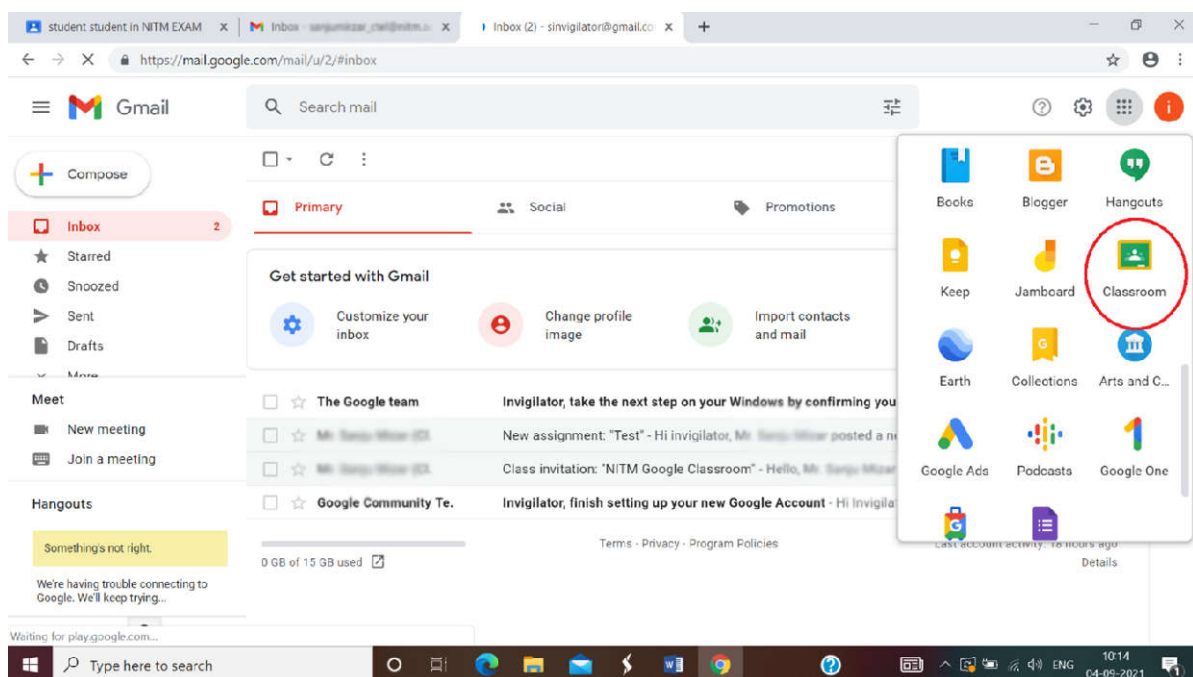 student student in NITM EXAM
Inbox -
Inbox (2) - sinvigilator@gmail.co
https://mail.google.com/mail/u/2/#inbox
Gmail
Search mail
i
Compose
Primary
Social
Promotions
Inbox 2
Starred
Snoozed
Sent
Drafts
More
Get started with Gmail
Customize your
inbox
Change profile
image
Import contacts
and mail
Meet
New meeting
Join a meeting
Hangouts
Something's not right.
We're having trouble connecting to
Google. We'll keep trying...
The Google team Invigilator, take the next step on your Windows by confirming you
New assignment: "Test" - Hi invigilator, Mr. posted a
Class invitation: "NITM Google Classroom" - Hello, Mr.
Google Community Te. Invigilator, finish setting up your new Google Account - Hi Invigila
0 GB of 15 GB used
Terms - Privacy - Program Policies
Last account activity: 18 hours ago
Details
Books Blogger Hangouts
Keep Jamboard Classroom
Earth Collections Arts and C...
Google Ads Podcasts Google One
Waiting for play.google.com...
Type here to search
ENG
10:14
04-09-2021